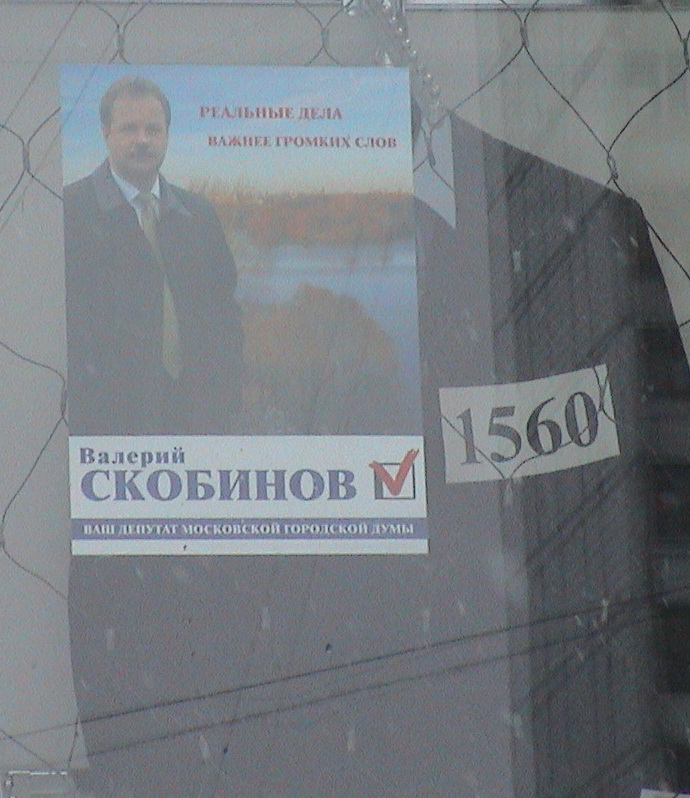 РЕАЛЬНЫЕ ДЕЛА
ВАЖНЕЕ ГРОМКИХ СЛОВ
Валерий
СКОБИНОВ
ВАШ ДЕПУТАТ МОСКОВСКОЙ ГОРОДСКОЙ ДУМЫ
1560